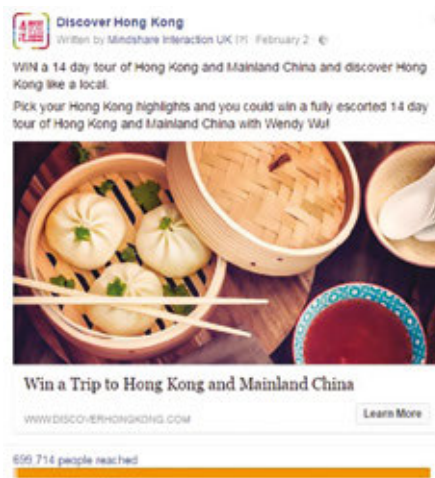 Discover Hong Kong
Written by Mindshare Interaction UK [?] · February 2 ·
WIN a 14 day tour of Hong Kong and Mainland China and discover Hong
Kong like a local.
Pick your Hong Kong highlights and you could win a fully escorted 14 day
tour of Hong Kong and Mainland China with Wendy Wu!
Win a Trip to Hong Kong and Mainland China
WWW.DISCOVERHONGKONG.COM
Learn More
699,714 people reached